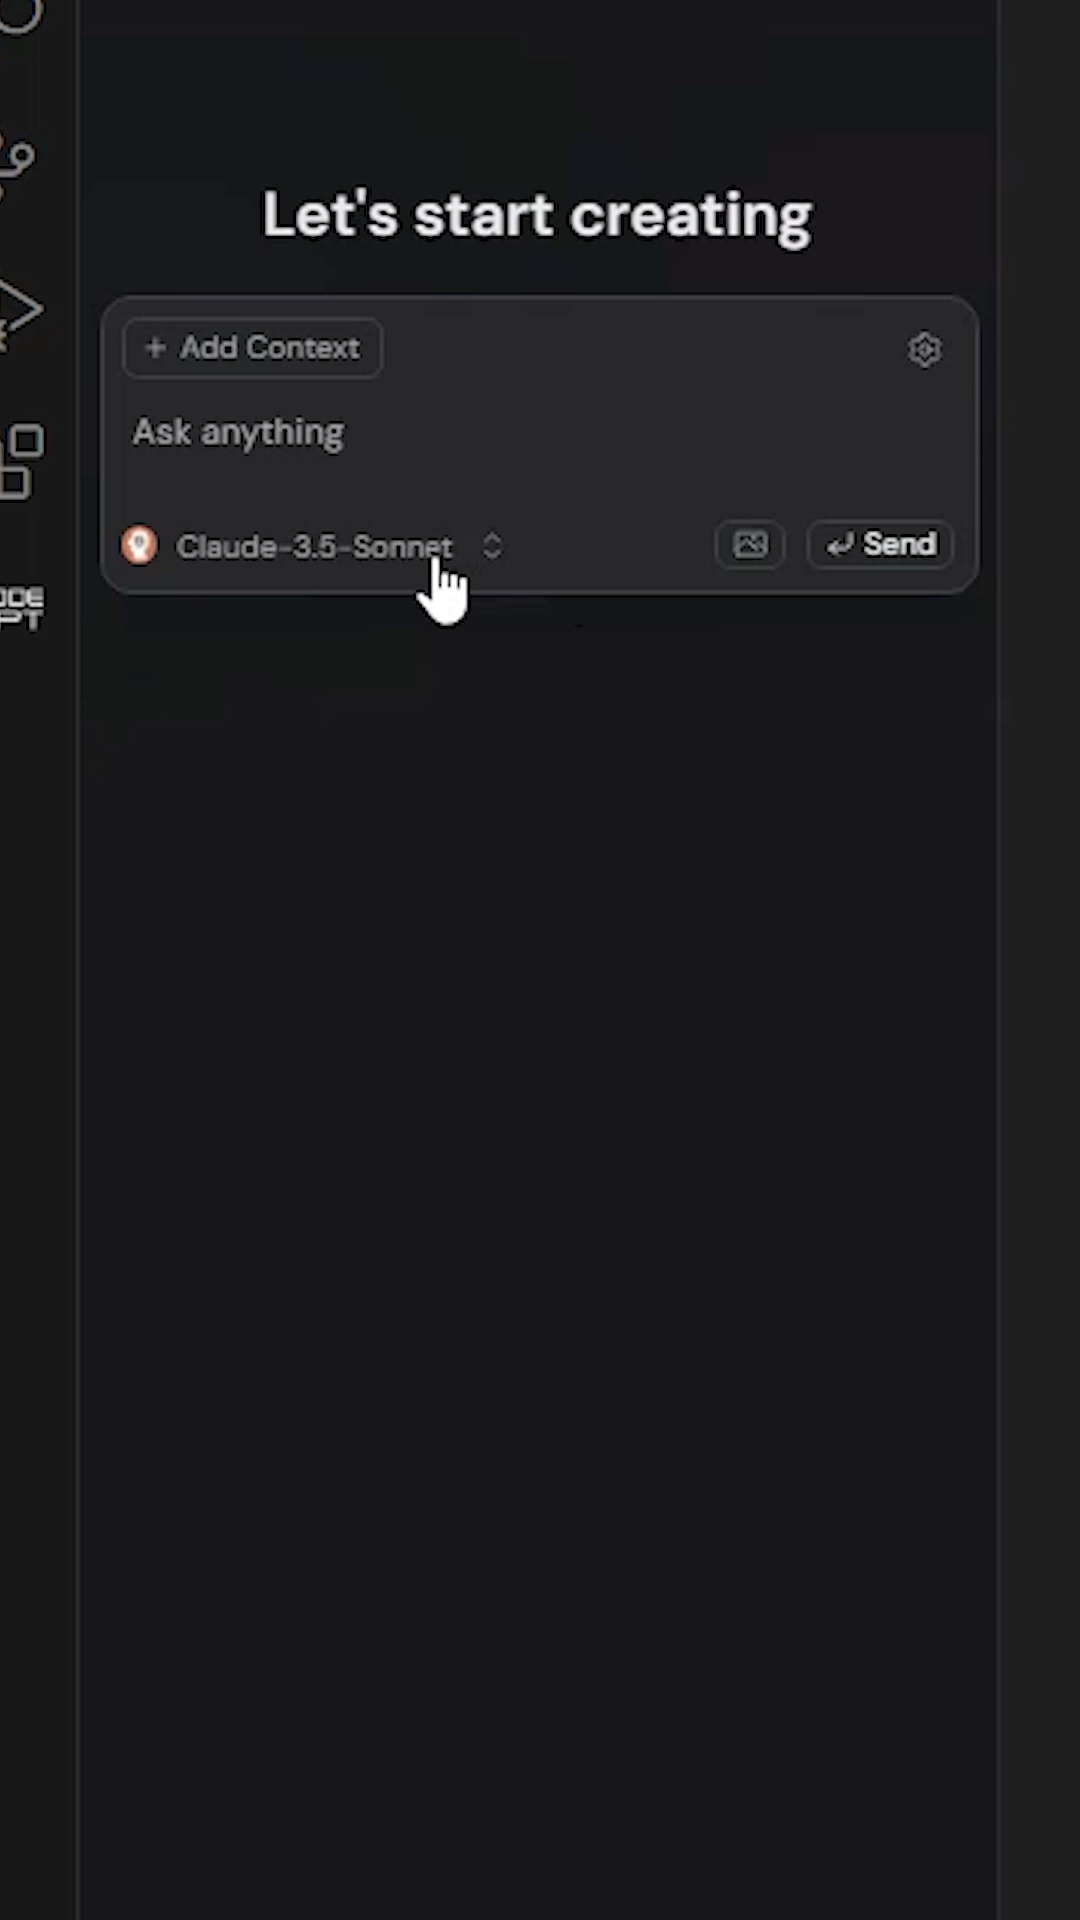 Let's start creating
+ Add Context
Ask anything
Claude-3.5-Sonnet
Send